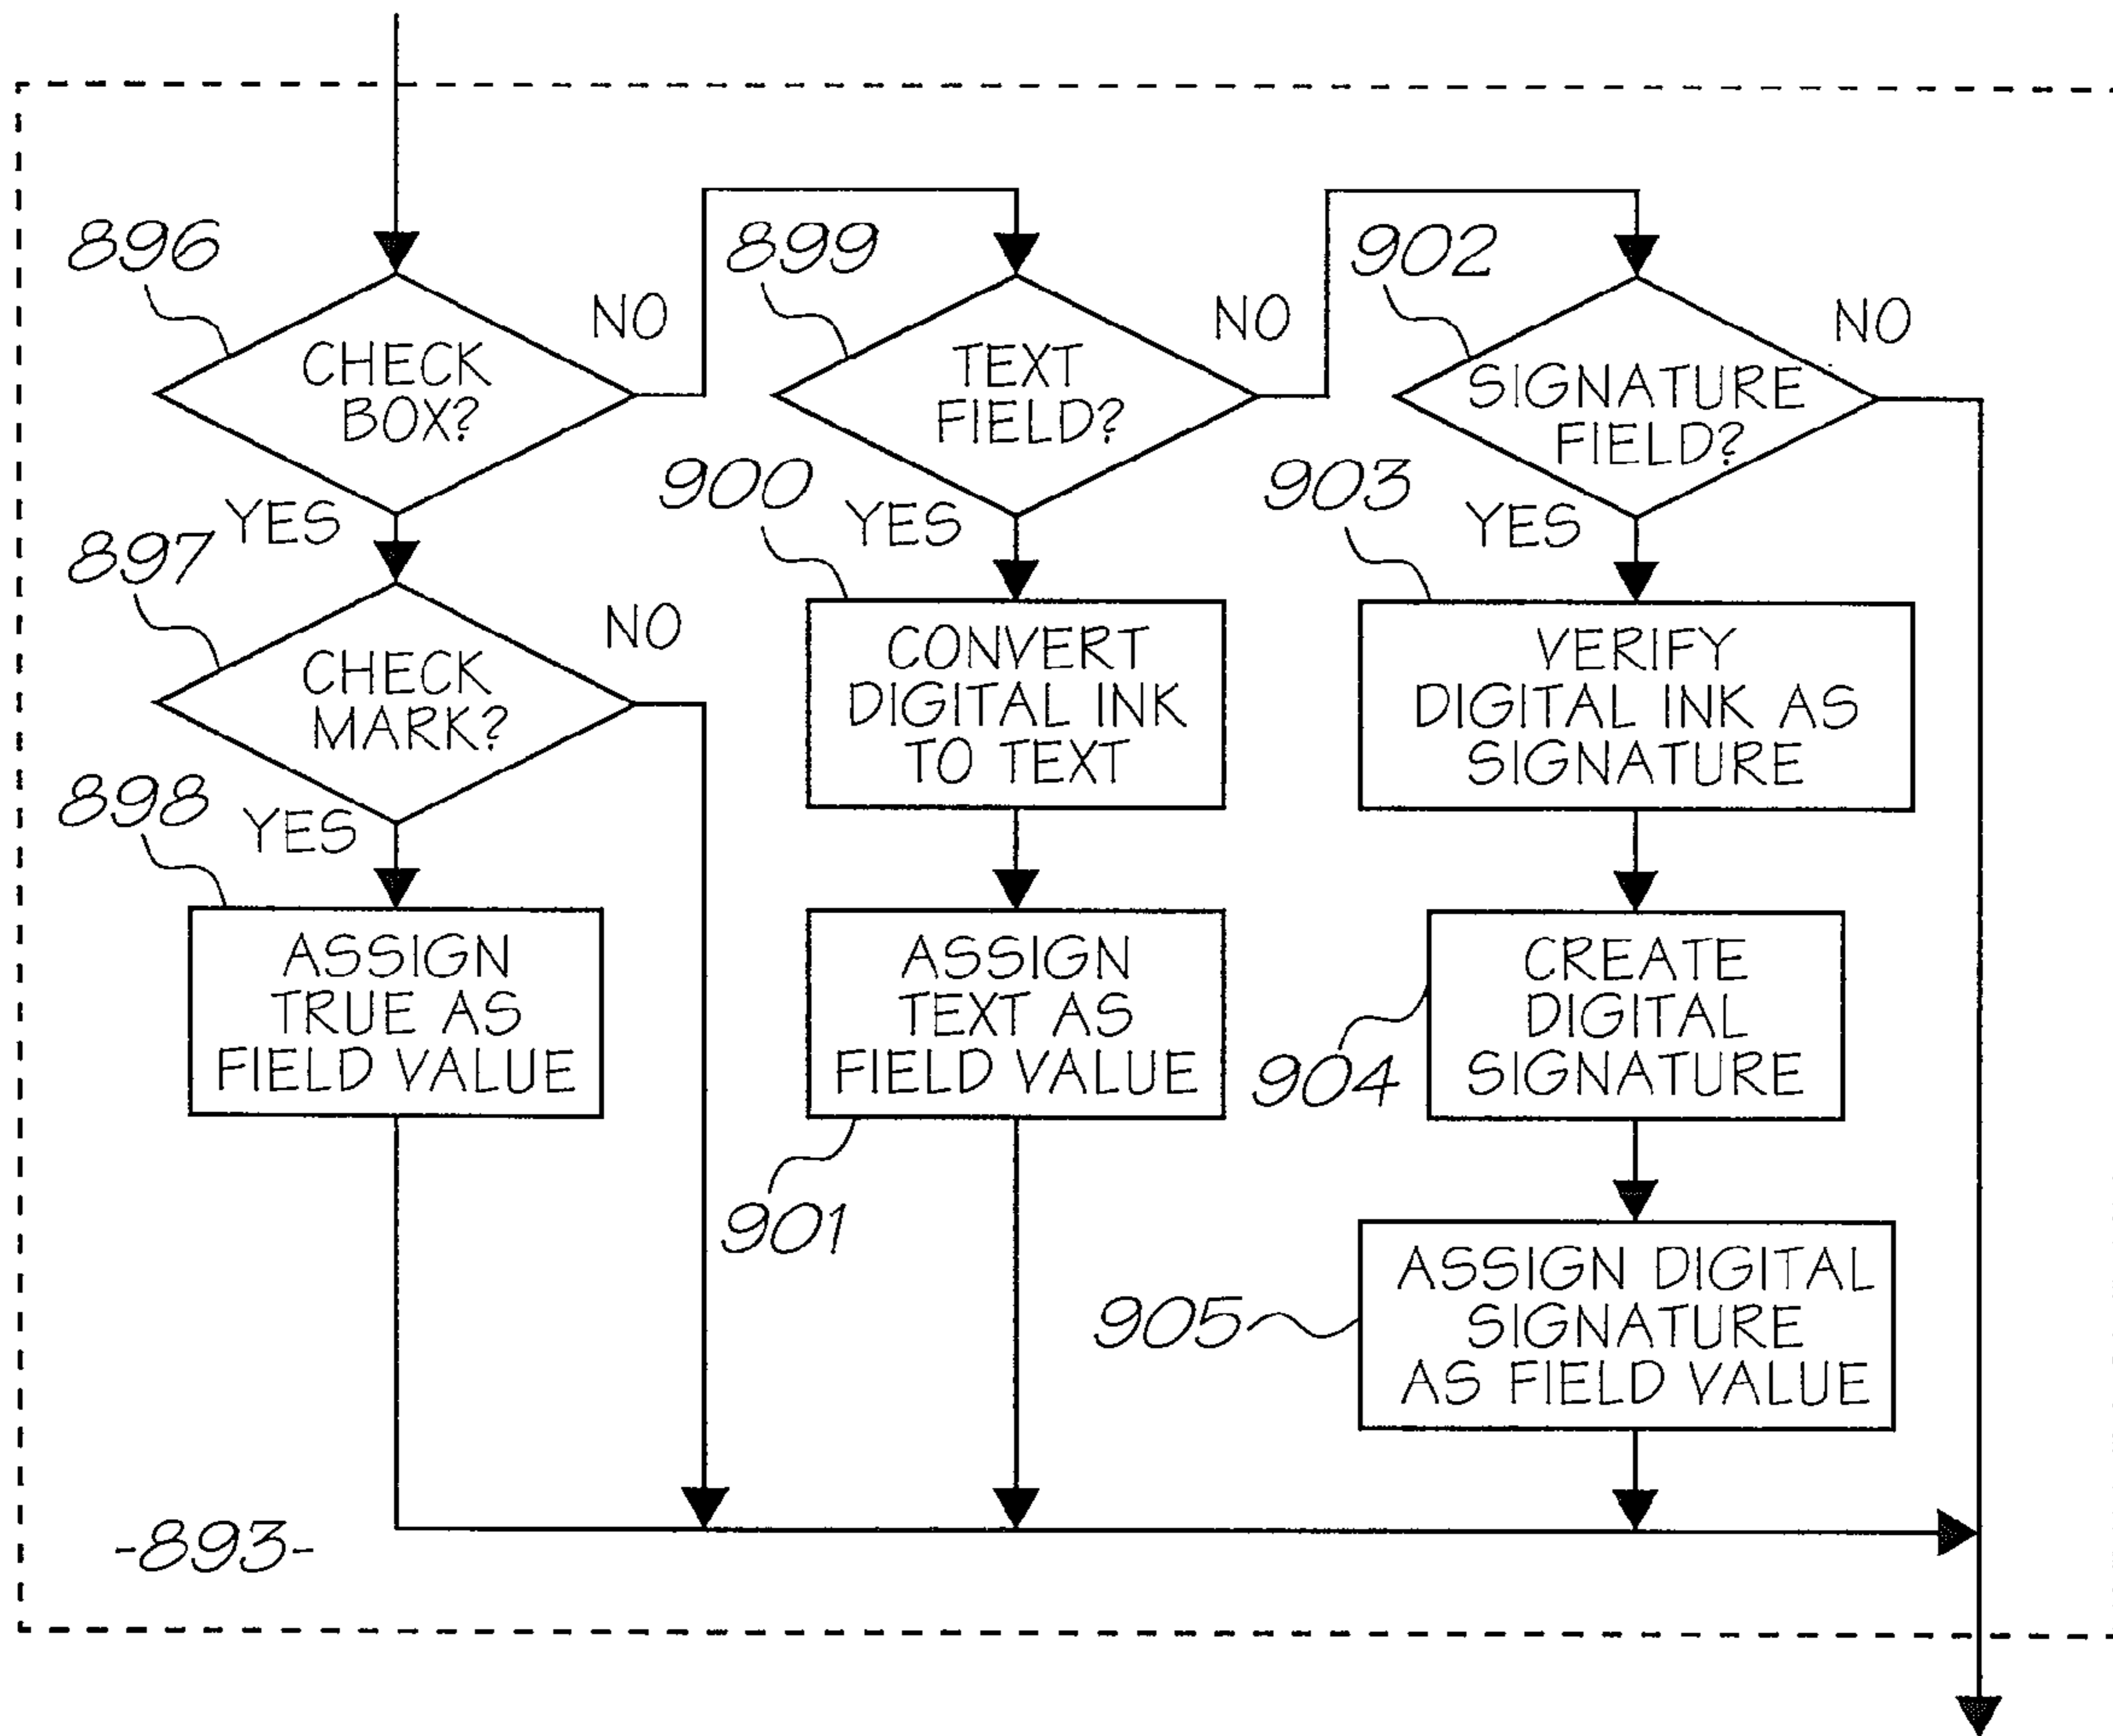 896
CHECK
BOX?
NO
YES
897
CHECK
MARK?
NO
YES
898
ASSIGN
TRUE AS
FIELD VALUE
899
TEXT
FIELD?
NO
YES
900
CONVERT
DIGITAL INK
TO TEXT
ASSIGN
TEXT AS
FIELD VALUE
901
902
SIGNATURE
FIELD?
NO
YES
903
VERIFY
DIGITAL INK AS
SIGNATURE
CREATE
DIGITAL
SIGNATURE
904
ASSIGN DIGITAL
SIGNATURE
AS FIELD VALUE
905
-893-